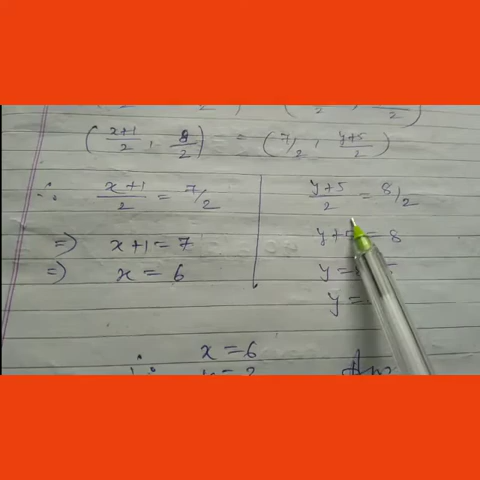 ( (x+1)/2 , 8/2 ) = ( 7/2 , (y+5)/2 )
∴ (x+1)/2 = 7/2
⇒ x+1 = 7
⇒ x = 6
(y+5)/2 = 8/2
y+5 = 8
y =
y =
x = 6